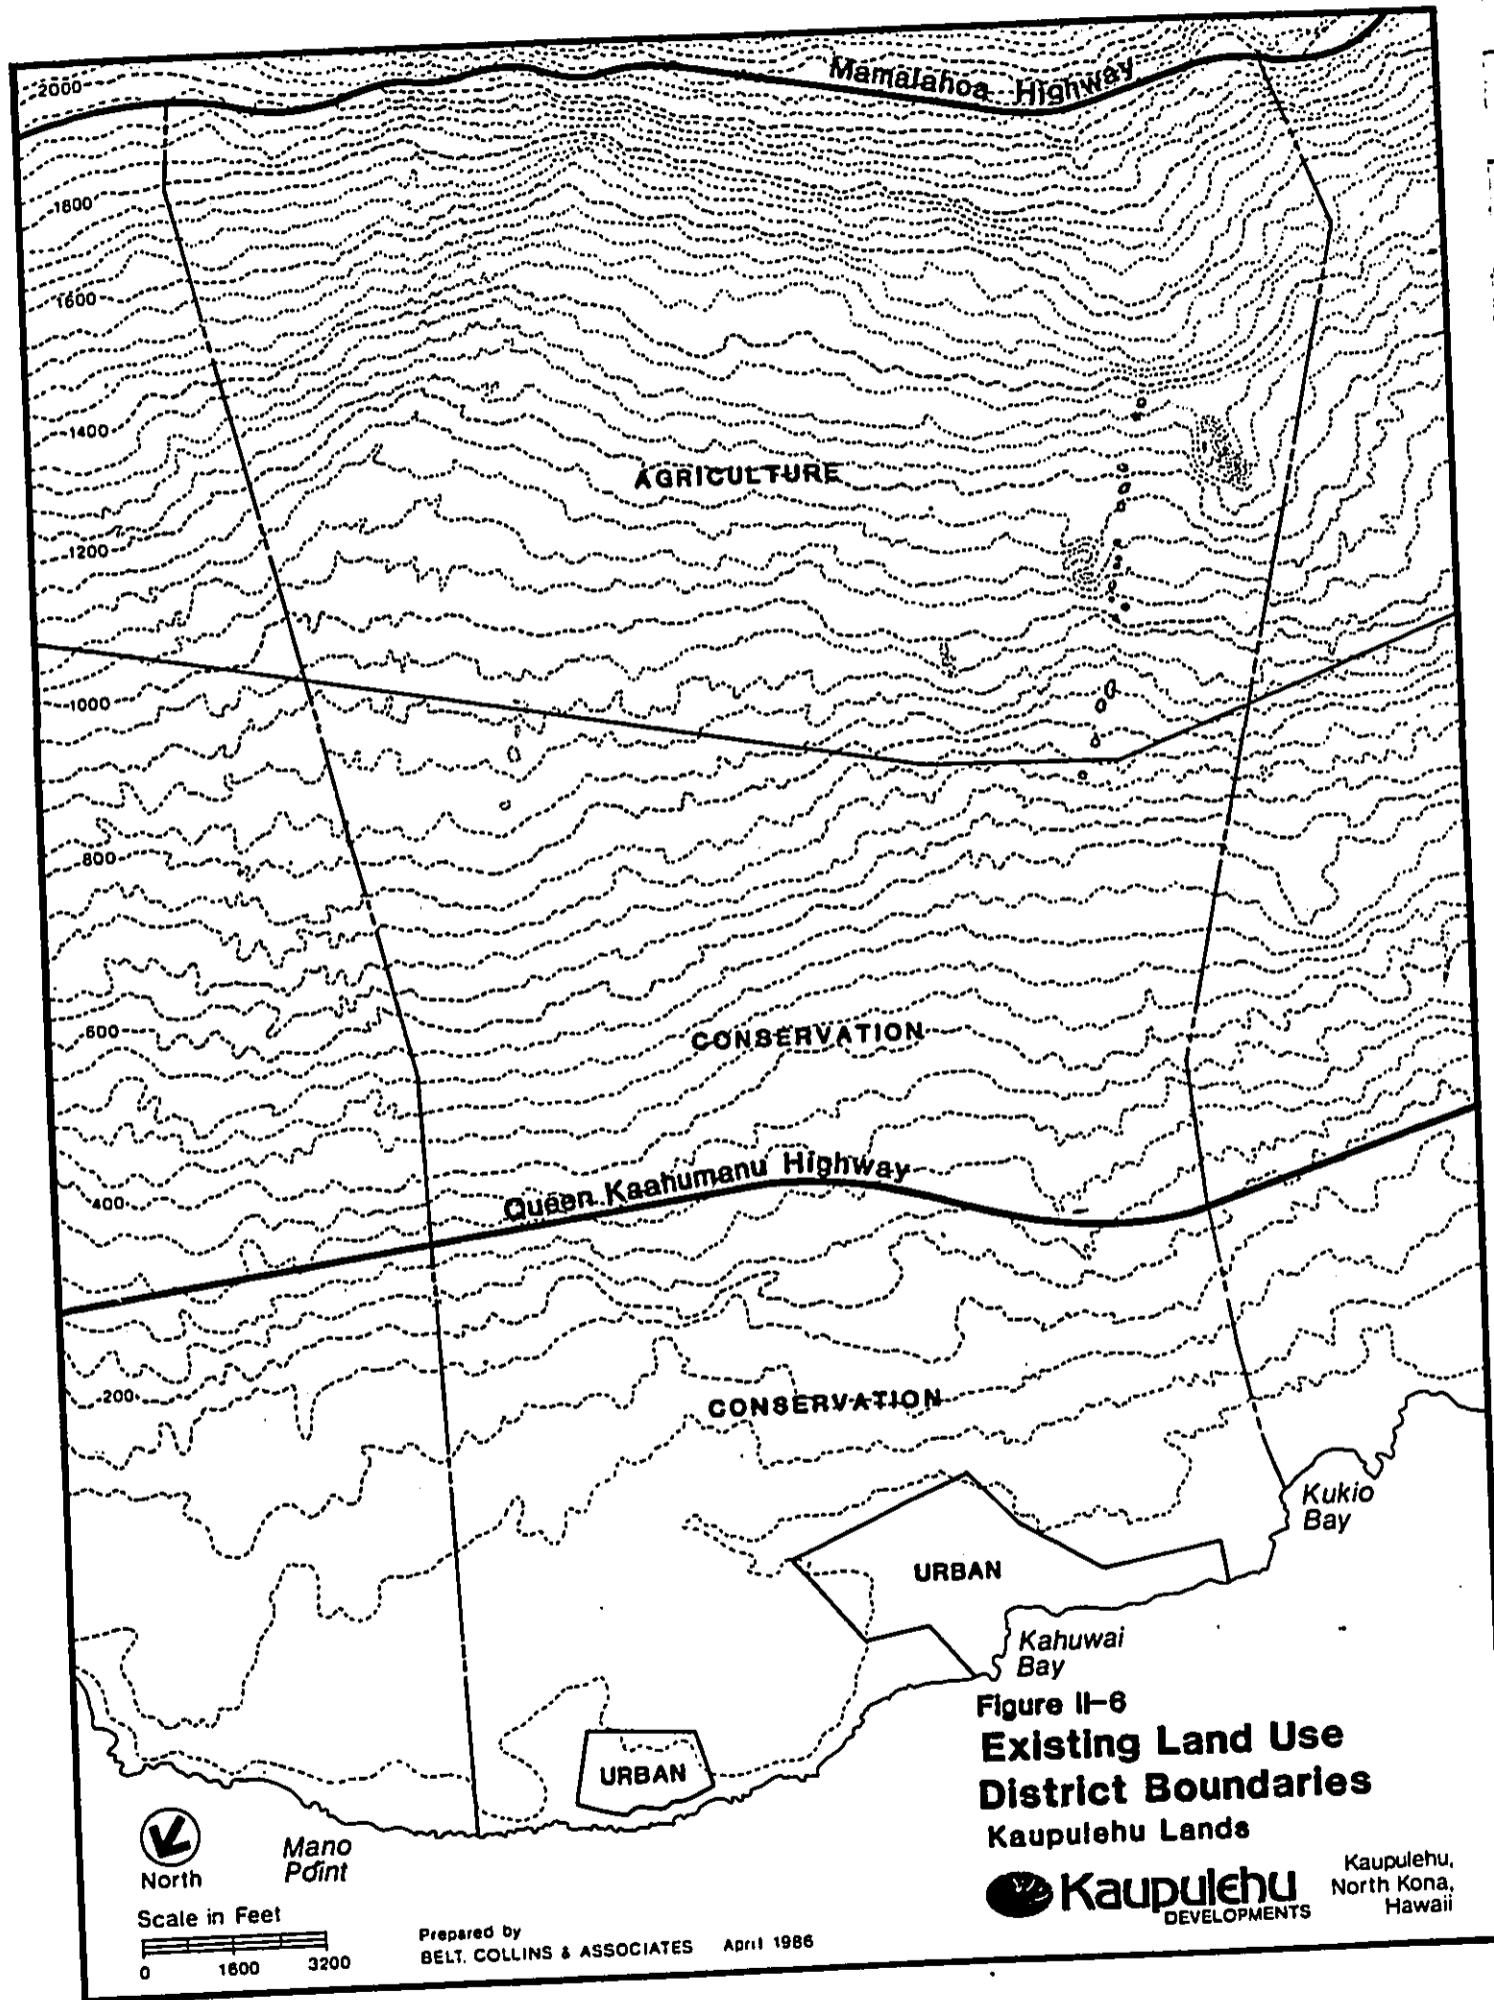 Mamalahoa Highway
2000
1800
1600
1400
AGRICULTURE
1200
1000
800
600
CONSERVATION
Queen Kaahumanu Highway
400
200
CONSERVATION
Kukio
Bay
URBAN
Kahuwai
Bay
URBAN
Figure II-6
Existing Land Use
District Boundaries
Kaupulehu Lands
Mano
Point
North
Kaupulehu
DEVELOPMENTS
Kaupulehu,
North Kona,
Hawaii
Scale in Feet
0 1600 3200
Prepared by
BELT, COLLINS & ASSOCIATES April 1986